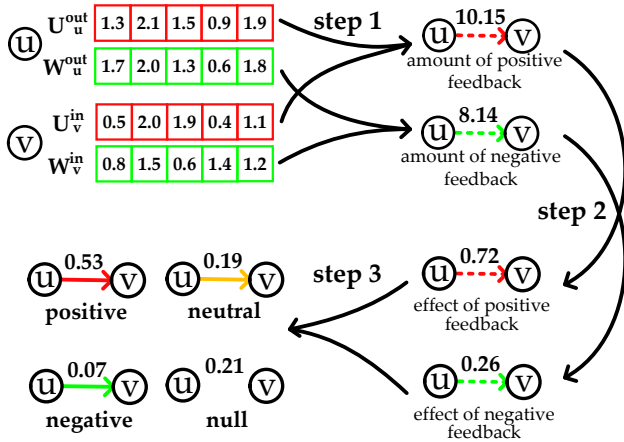 U_u^out 1.3 2.1 1.5 0.9 1.9
u
W_u^out 1.7 2.0 1.3 0.6 1.8
U_v^in 0.5 2.0 1.9 0.4 1.1
v
W_v^in 0.8 1.5 0.6 1.4 1.2
step 1
10.15
u v
amount of positive
feedback
8.14
u v
amount of negative
feedback
step 2
0.72
u v
effect of positive
feedback
0.26
u v
effect of negative
feedback
step 3
0.53
u v
positive
0.19
u v
neutral
0.07
u v
negative
0.21
u v
null